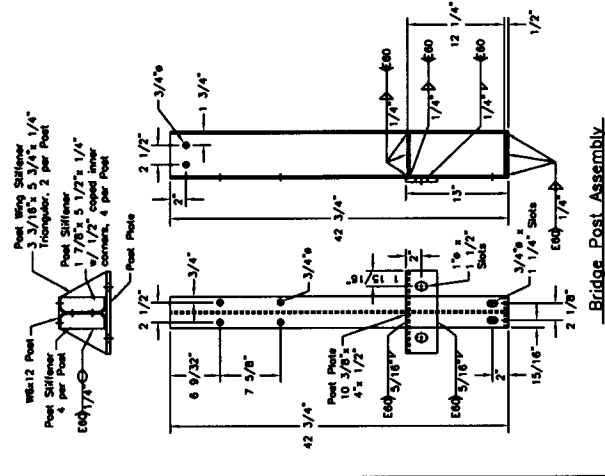 Post Wing Stiffener
3 3/16"x 5 3/4"x 1/4"
Triangular, 2 per Post
Post Stiffener
1 7/8"x 5 1/2"x 1/4"
w/ 1/2" coped inner
corners, 4 per Post
Post Plate
W6x12 Post
Post Stiffener
4 per Post
E60 1/4"
3/4"ø
1 3/4"
2 1/2"
2"
42 3/4"
E60
1/4"
E60
1/4"
E60
1/4"
12 1/4"
1/2"
13"
E60 1/4"
3/4"
2 1/2"
6 9/32"
7 5/8"
3/4"ø
42 3/4"
Post Plate
10 3/8"x
4"x 1/2"
E60 5/16"
E60 5/16"
2"
1 15/16"
1"ø x
1 1/2"
Slots
3/4"ø x
1 1/4" Slots
2"
15/16"
2 1/8"
Bridge Post Assembly